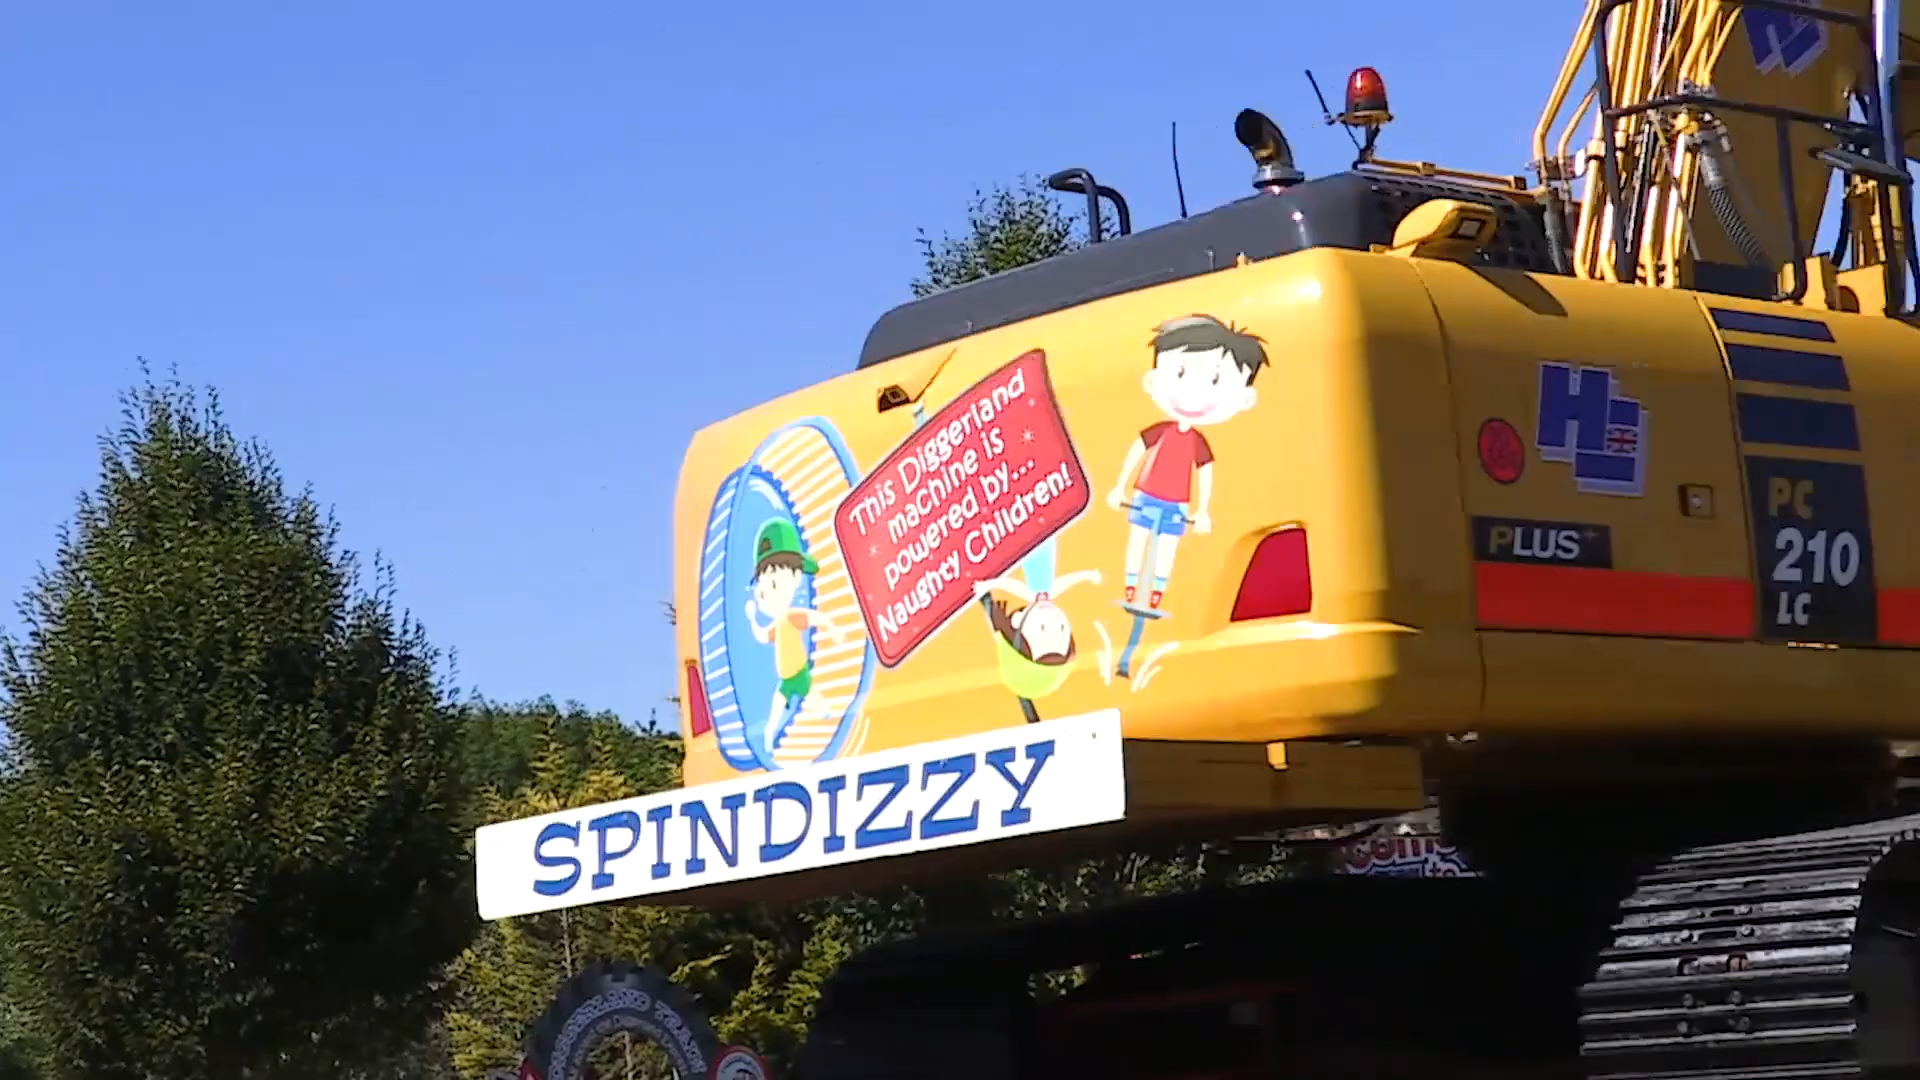 This Diggerland
machine is
powered by...
Naughty Children!
SPINDIZZY
H
PLUS+
PC
210
LC